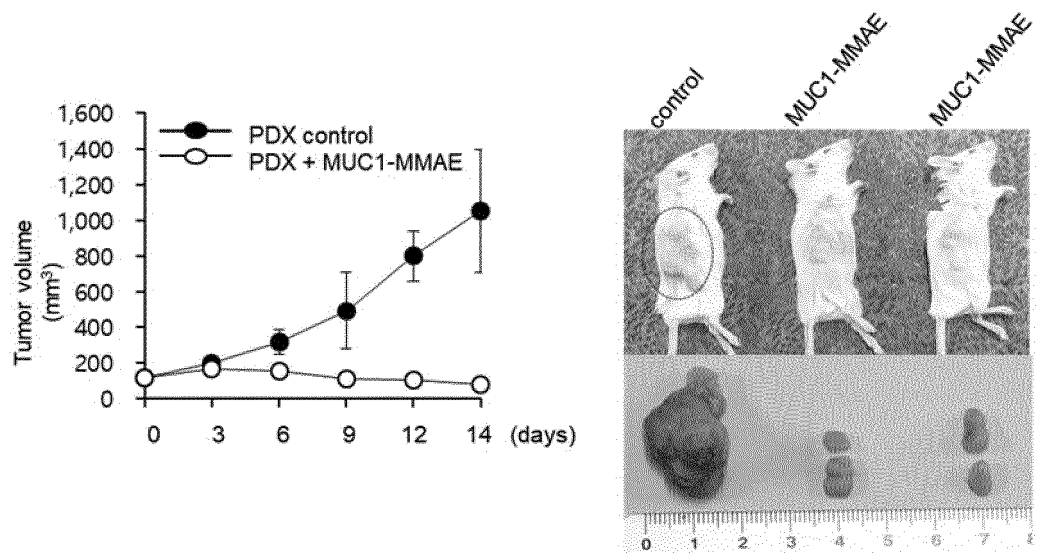 1,600
1,400
1,200
1,000
800
600
400
200
0
Tumor volume
(mm³)
PDX control
PDX + MUC1-MMAE
0 3 6 9 12 14 (days)
control MUC1-MMAE MUC1-MMAE
0 1 2 3 4 5 6 7